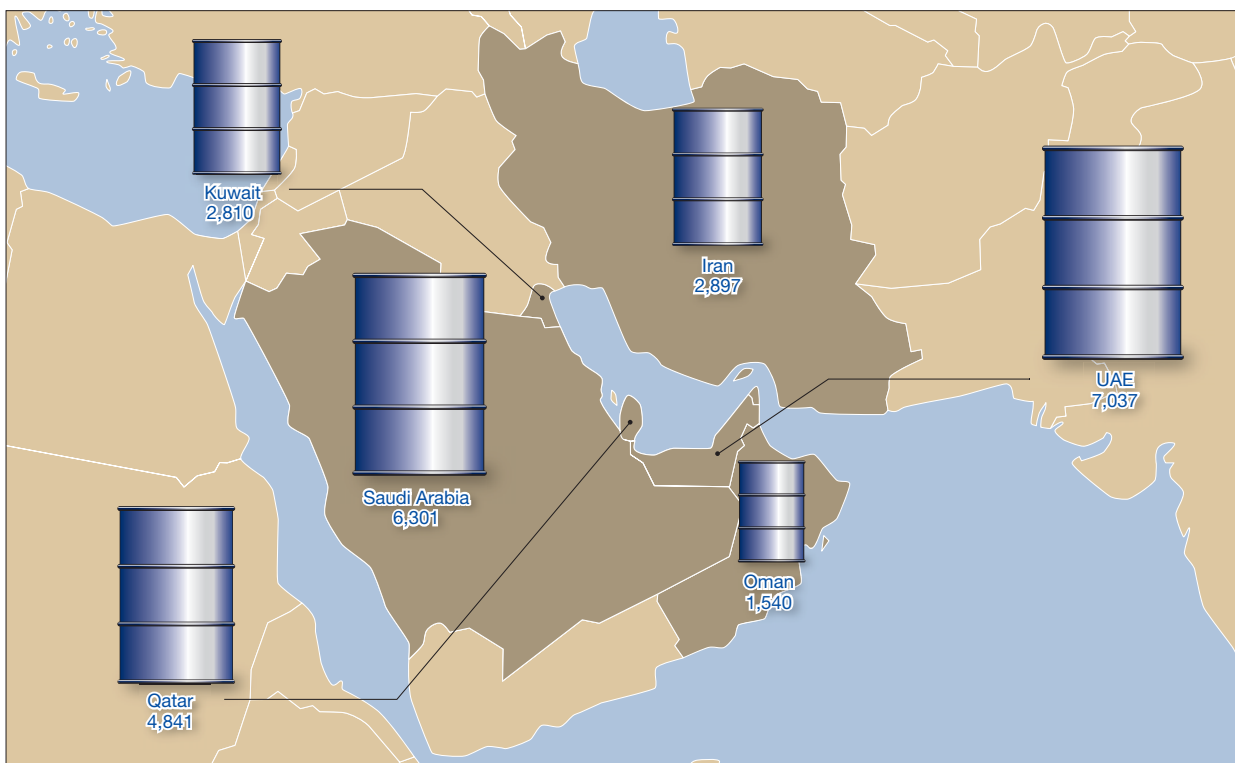 Kuwait
2,810
Iran
2,897
UAE
7,037
Saudi Arabia
6,301
Oman
1,540
Qatar
4,841